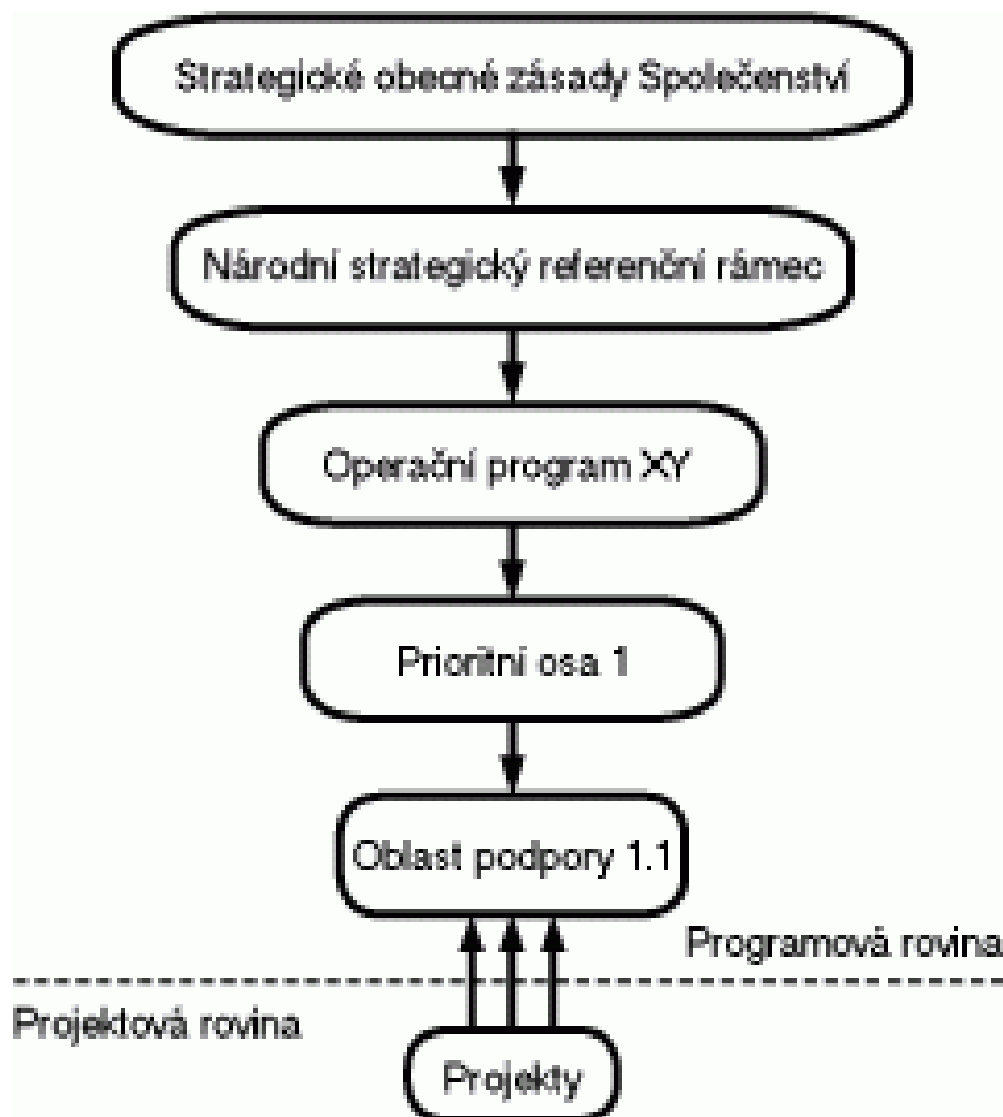 Strategické obecné zásady Společenství
Národní strategický referenční rámec
Operační program XY
Prioritní osa 1
Oblast podpory 1.1
Programová rovina
Projektová rovina
Projekty